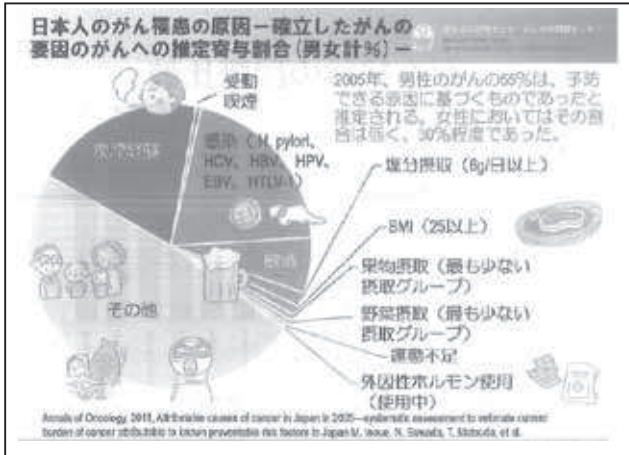 日本人のがん罹患の原因－確立したがんの
要因のがんへの推定寄与割合(男女計%)－
受動
喫煙
2005年、男性のがんの55%は、予防
できる原因に基づくものであったと
推定される。女性においてはその割
合は低く、30%程度であった。
感染（H. pylori、
HCV、HBV、HPV、
EBV、HTLV-1）
塩分摂取（6g/日以上）
BMI（25以上）
飲酒
果物摂取（最も少ない
摂取グループ）
その他
野菜摂取（最も少ない
摂取グループ）
運動不足
外因性ホルモン使用
（使用中）
Annals of Oncology, Attributable causes of cancer in Japan in 2005—systematic assessment to estimate current
burden of cancer attributable to known preventable risk factors in Japan M. Inoue, N. Sawada, T. Matsuda, et al.